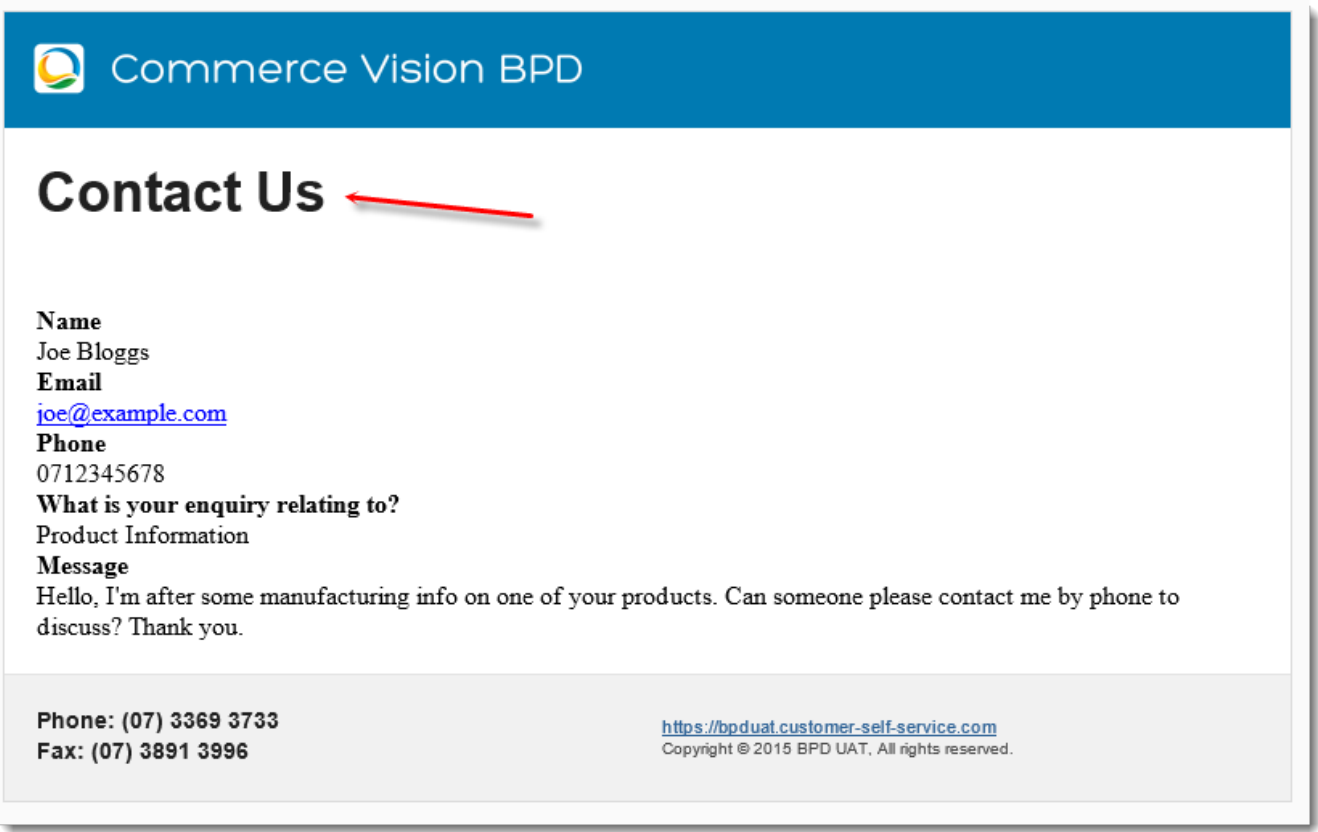 Commerce Vision BPD
Contact Us
Name
Joe Bloggs
Email
joe@example.com
Phone
0712345678
What is your enquiry relating to?
Product Information
Message
Hello, I'm after some manufacturing info on one of your products. Can someone please contact me by phone to
discuss? Thank you.
Phone: (07) 3369 3733
Fax: (07) 3891 3996
https://bpduat.customer-self-service.com
Copyright © 2015 BPD UAT, All rights reserved.